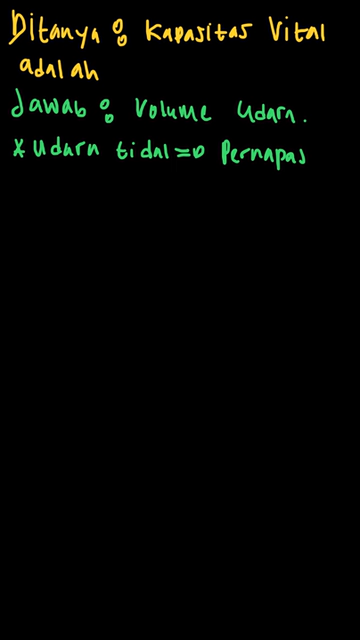 Ditanya : Kapasitas Vital
adalah
Jawab : Volume Udara.
* Udara tidal => Pernapas